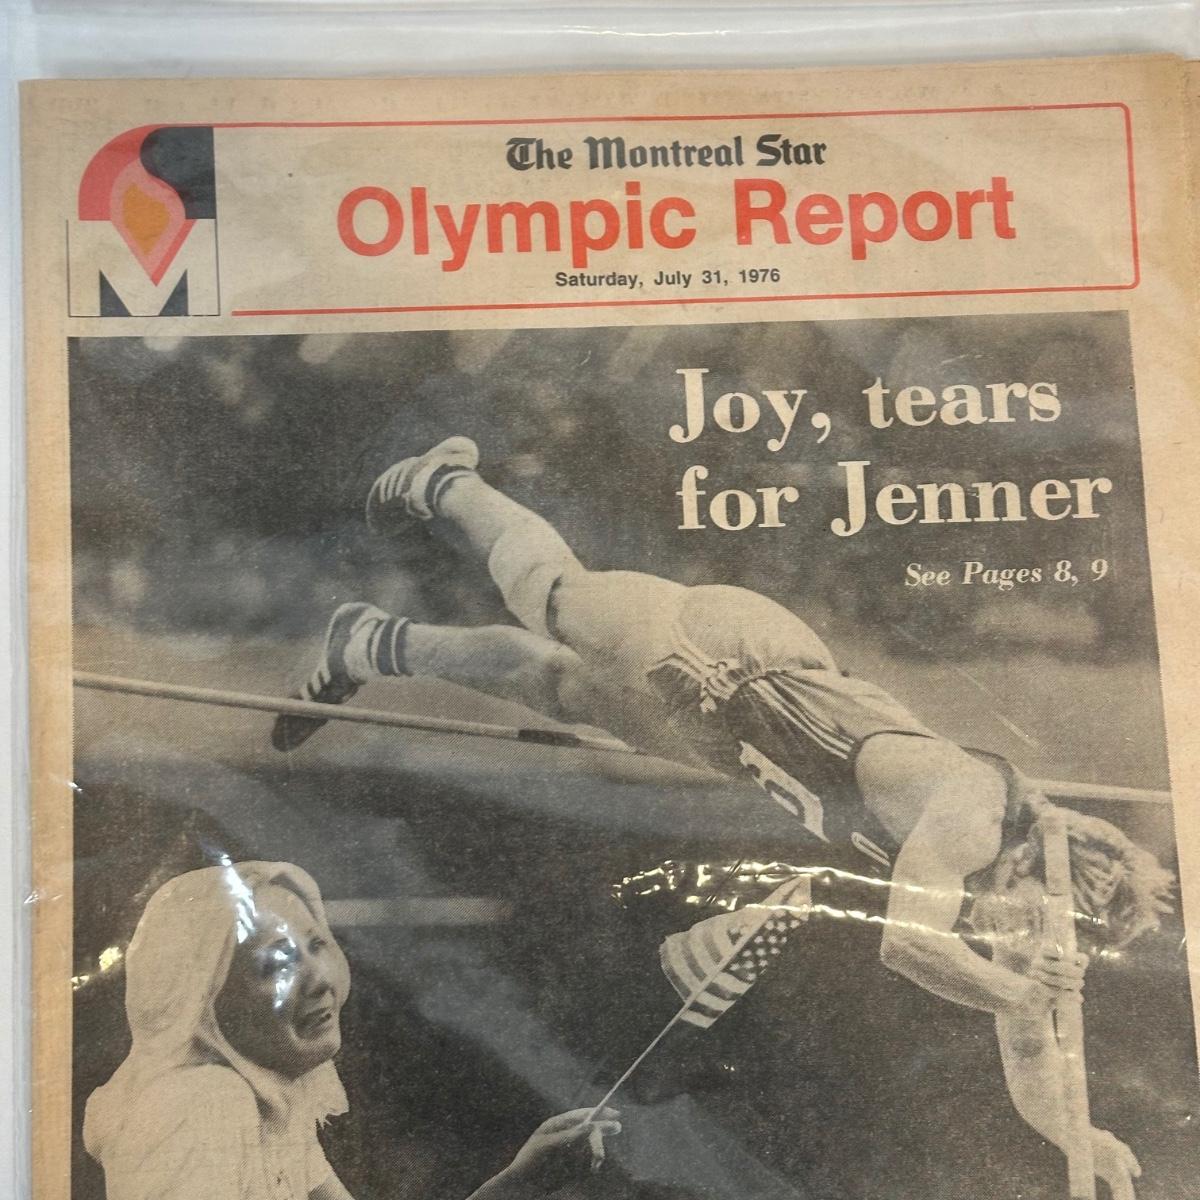 The Montreal Star
Olympic Report
Saturday, July 31, 1976
Joy, tears
for Jenner
See Pages 8, 9